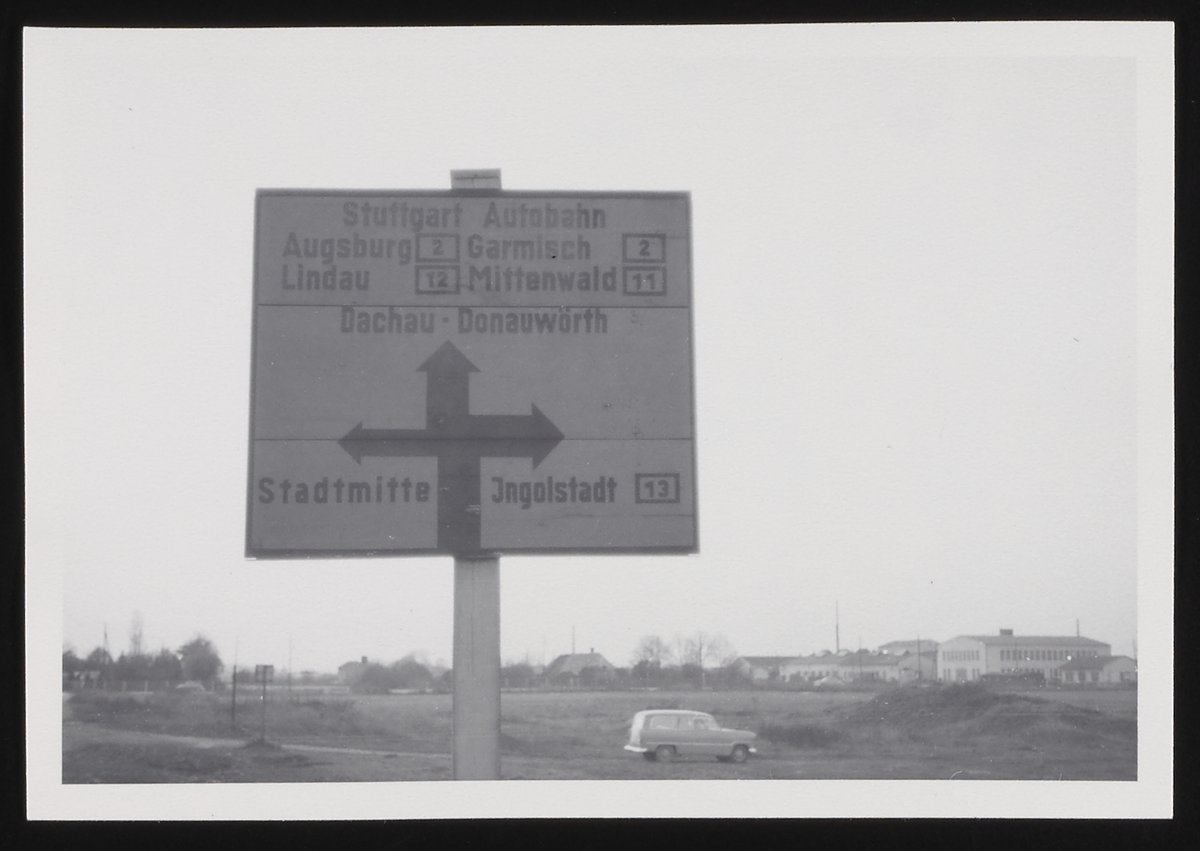 Stuttgart Autobahn
Augsburg 2 Garmisch 2
Lindau 12 Mittenwald 11
Dachau - Donauwörth
Stadtmitte Jngolstadt 13